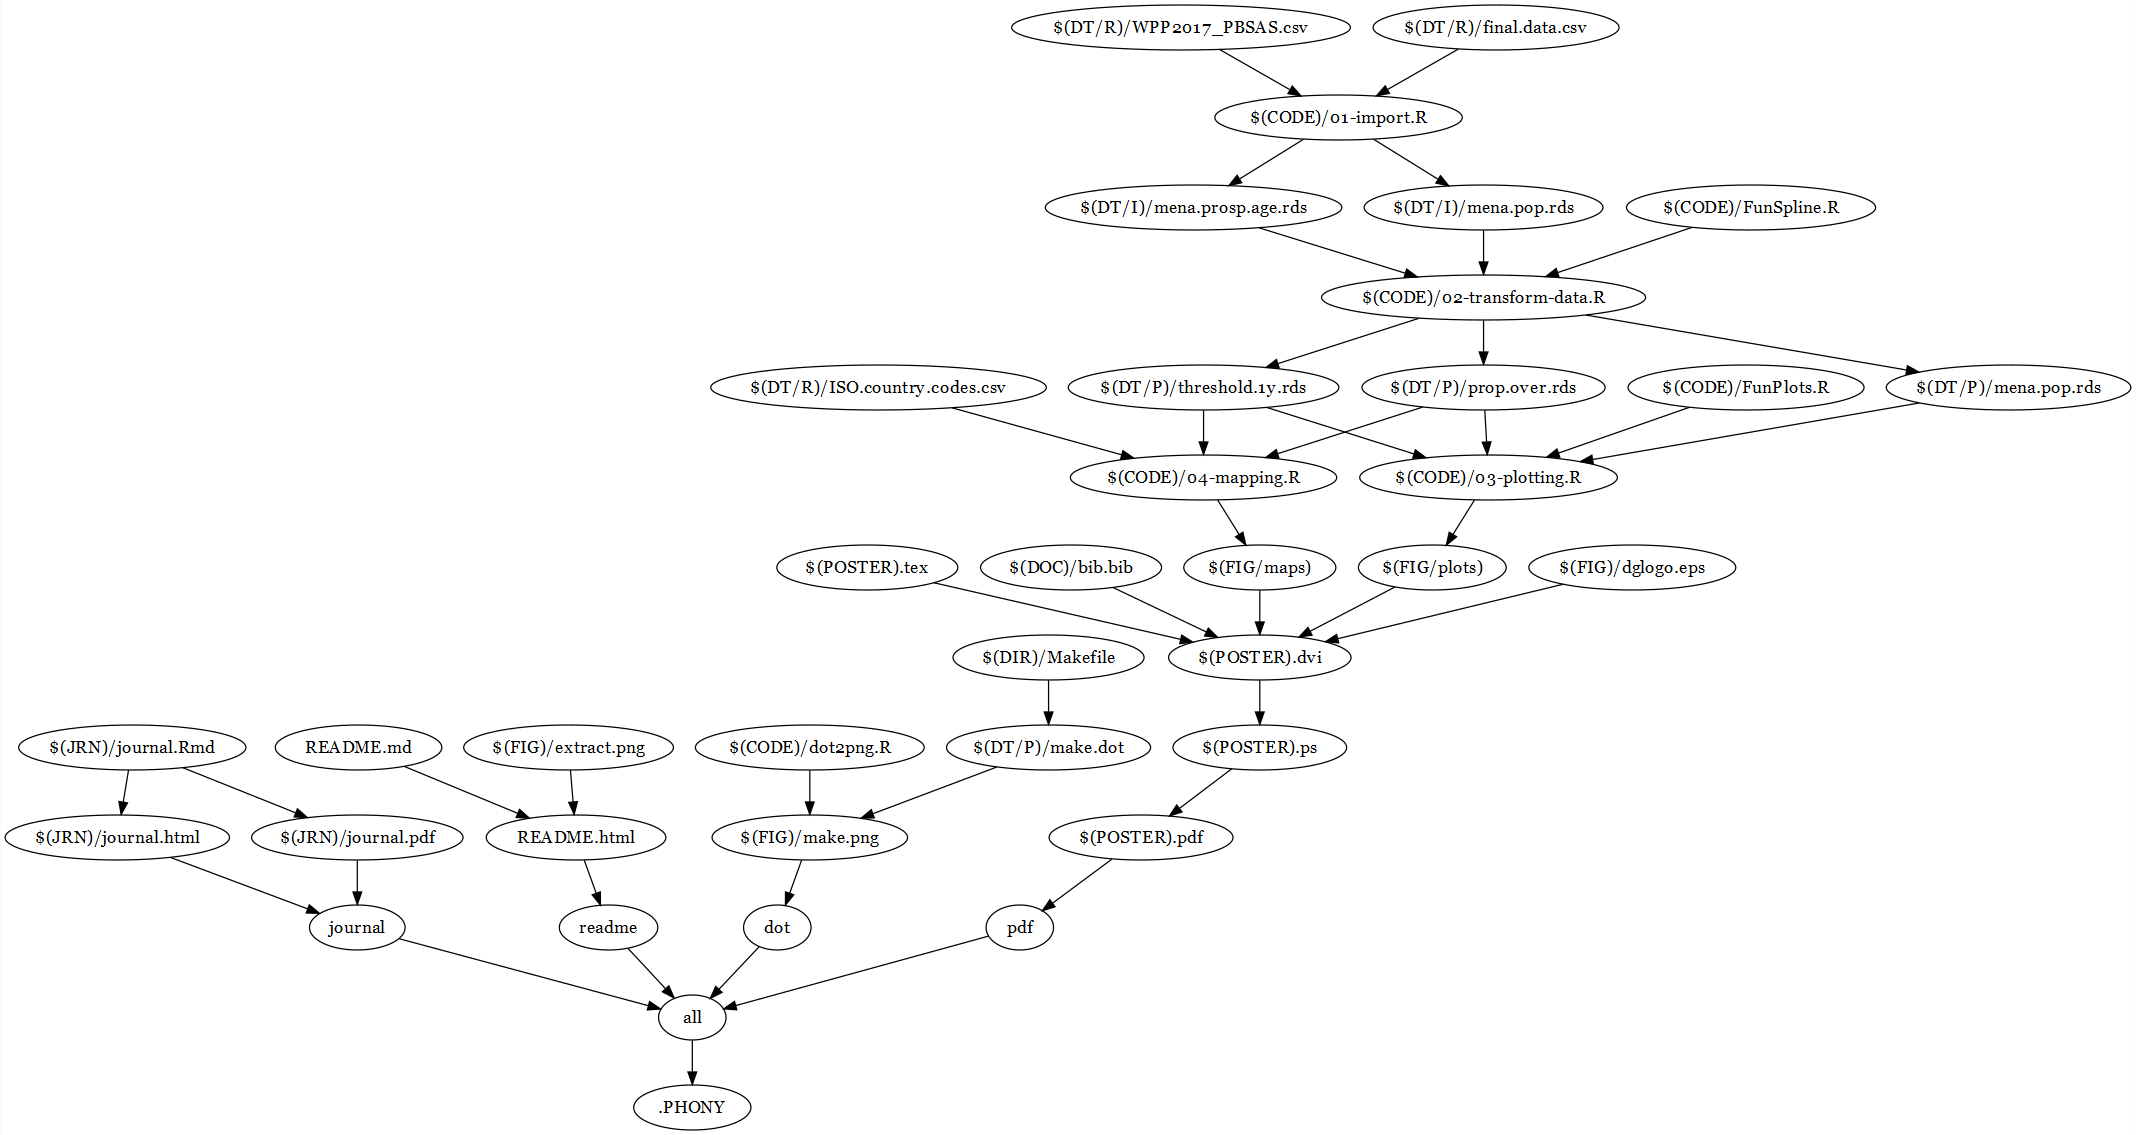 $(DT/R)/WPP2017_PBSAS.csv
$(DT/R)/final.data.csv
$(CODE)/01-import.R
$(DT/I)/mena.prosp.age.rds
$(DT/I)/mena.pop.rds
$(CODE)/FunSpline.R
$(CODE)/02-transform-data.R
$(DT/R)/ISO.country.codes.csv
$(DT/P)/threshold.1y.rds
$(DT/P)/prop.over.rds
$(CODE)/FunPlots.R
$(DT/P)/mena.pop.rds
$(CODE)/04-mapping.R
$(CODE)/03-plotting.R
$(POSTER).tex
$(DOC)/bib.bib
$(FIG/maps)
$(FIG/plots)
$(FIG)/dglogo.eps
$(DIR)/Makefile
$(POSTER).dvi
$(JRN)/journal.Rmd
README.md
$(FIG)/extract.png
$(CODE)/dot2png.R
$(DT/P)/make.dot
$(POSTER).ps
$(JRN)/journal.html
$(JRN)/journal.pdf
README.html
$(FIG)/make.png
$(POSTER).pdf
journal
readme
dot
pdf
all
.PHONY